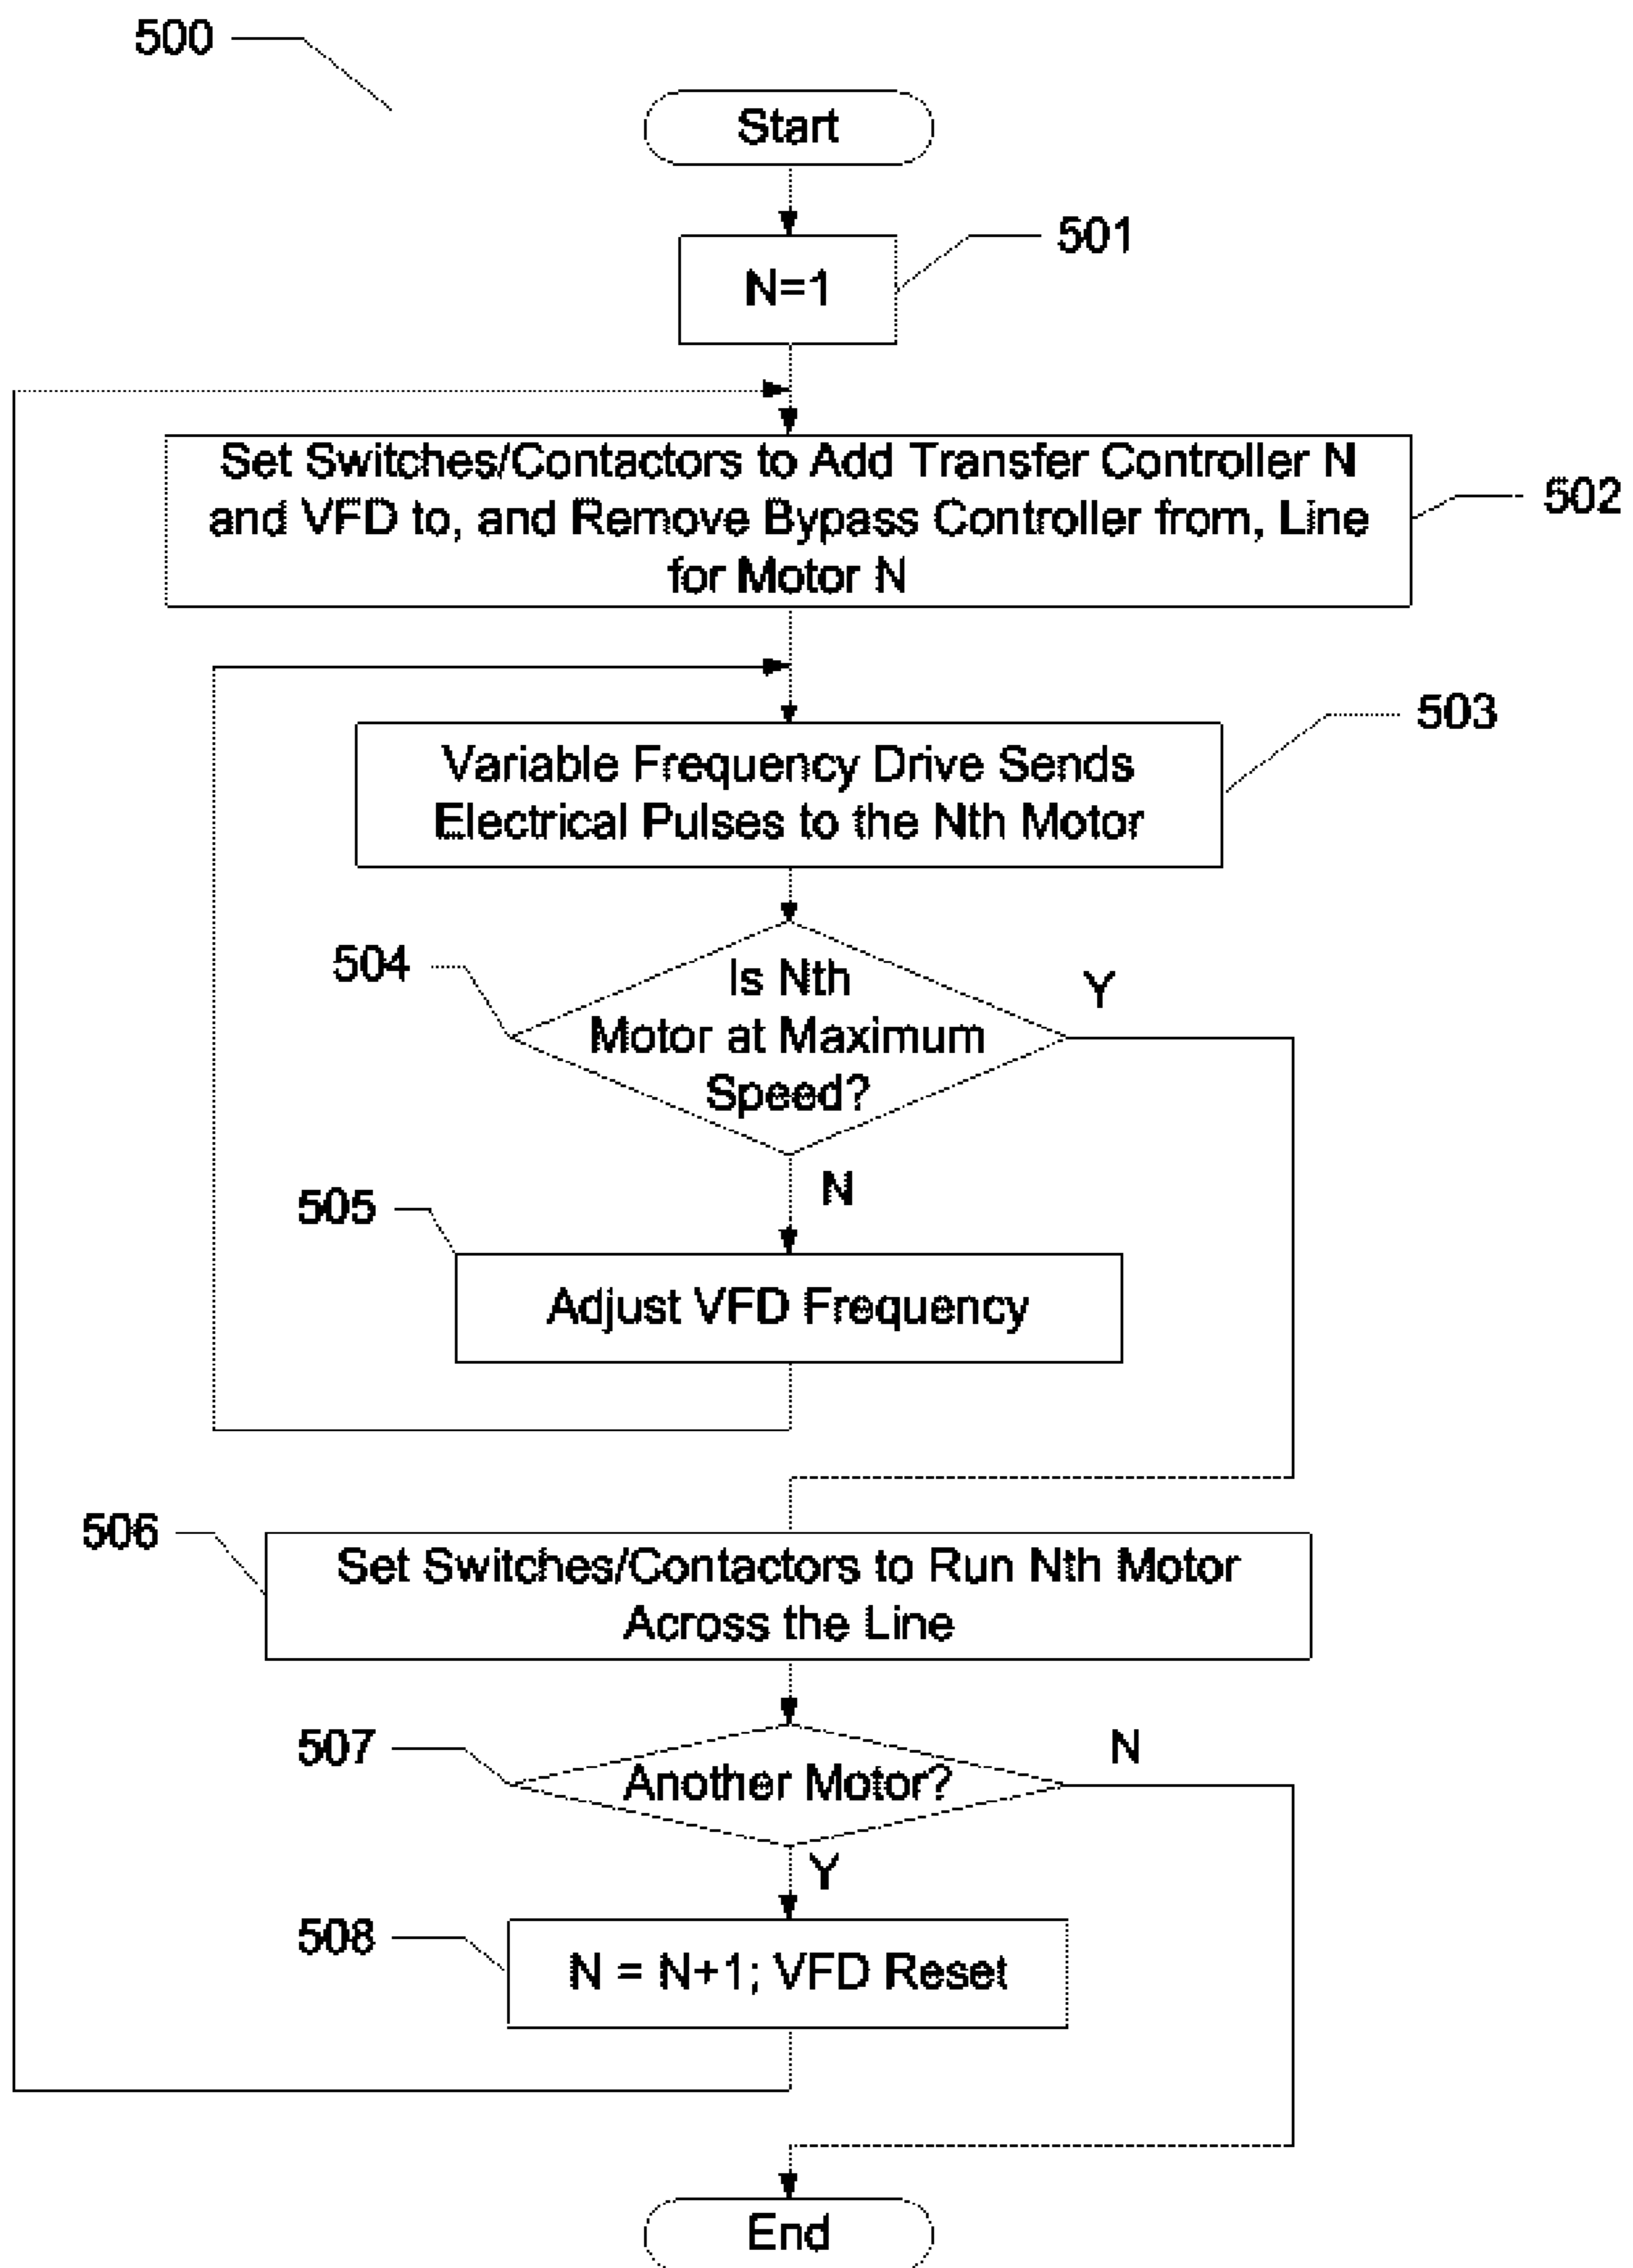 500
Start
501
N=1
Set Switches/Contactors to Add Transfer Controller N
and VFD to, and Remove Bypass Controller from, Line
for Motor N
502
503
Variable Frequency Drive Sends
Electrical Pulses to the Nth Motor
504
Is Nth
Motor at Maximum
Speed?
Y
N
505
Adjust VFD Frequency
506
Set Switches/Contactors to Run Nth Motor
Across the Line
507
Another Motor?
N
Y
508
N = N+1; VFD Reset
End